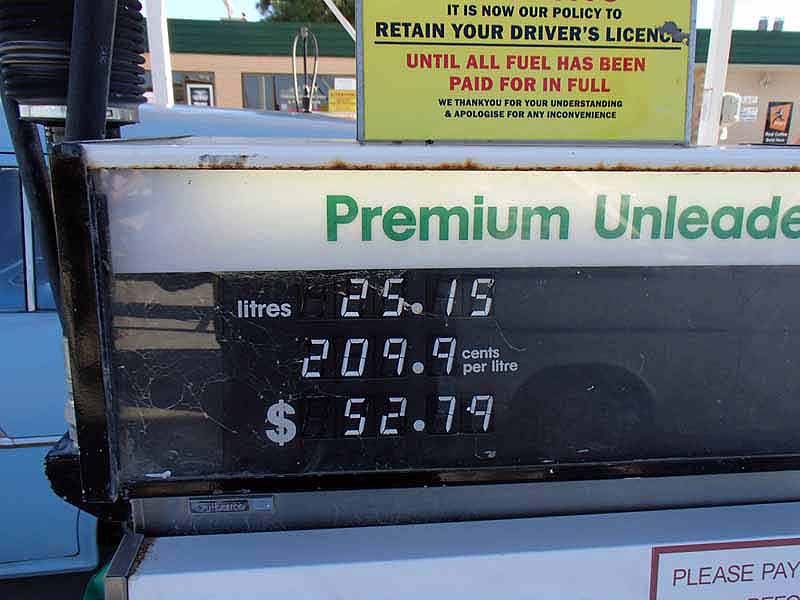 IT IS NOW OUR POLICY TO
RETAIN YOUR DRIVER'S LICENCE
UNTIL ALL FUEL HAS BEEN
PAID FOR IN FULL
WE THANKYOU FOR YOUR UNDERSTANDING
& APOLOGISE FOR ANY INCONVENIENCE
Premium Unleade
litres 25.15
209.9 cents per litre
$ 52.79
PLEASE PAY